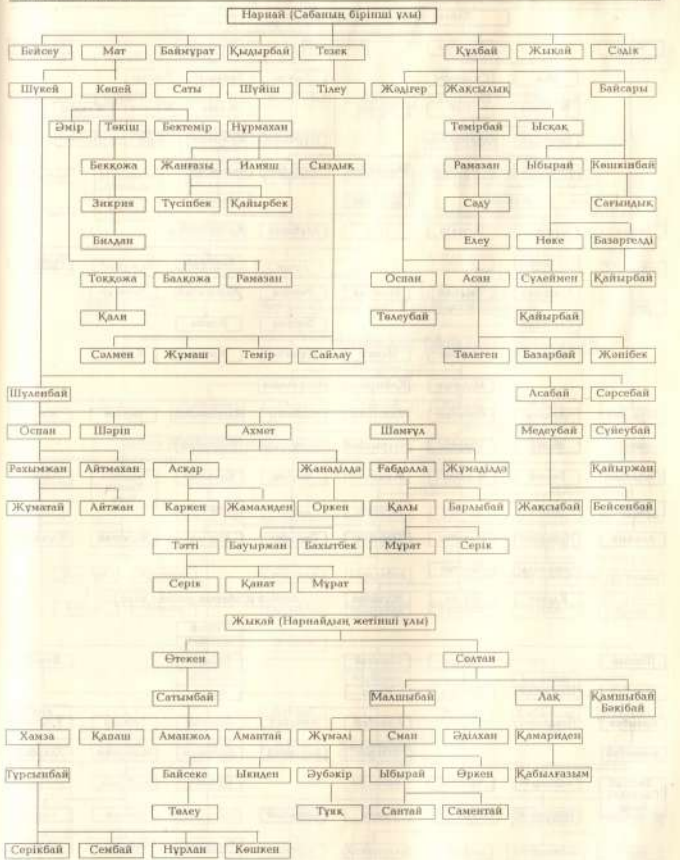 Нарнай (Сабаның бірінші ұлы)
Бейсеу Мат Баймұрат Қыдырбай Тезек Құлбай Жықай Сәдік
Шүкей Көпей Саты Шүйіш Тілеу Жәдігер Жақсылық Байсары
Әмір Төкіш Бектемір Нұрмахан Темірбай Ысқақ
Бекқожа Жанғазы Илияш Сыздық Рамазан Ыбырай Көшкінбай
Зикрия Түсіпбек Қайырбек Саду Сағындық
Билдан Елеу Нөке Базаргелді
Тоққожа Балқожа Рамазан Оспан Асан Сүлеймен Қайырбай
Қали Төлеубай Қайырбай
Сәлмен Жұмаш Темір Сайлау Төлеген Базарбай Жәнібек
Шүленбай Асабай Сәрсебай
Оспан Шәріп Ахмет Шамғұл Медеубай Сүйеубай
Рахымжан Айтмахан Асқар Жанаділда Ғабдолла Жұмаділда Қайыржан
Жұматай Айтжан Каркен Жамалиден Өркен Қалы Барлыбай Жақсыбай Бейсенбай
Тәтті Бауыржан Бахытбек Мұрат Серік
Серік Қанат Мұрат
Жыкай (Нарнайдың жетінші ұлы)
Өтекен Солтан
Сатымбай Малшыбай Лақ Қамшыбай
Бәкібай
Хамза Қапаш Аманжол Амантай Жұмәлі Сман Әділхан Қамариден
Тұрсынбай Байсеке Ыкиден Әубәкір Ыбырай Өркен Қабылғазым
Төлеу Тұяқ Сантай Саментай
Серікбай Сембай Нұрлан Көшкен